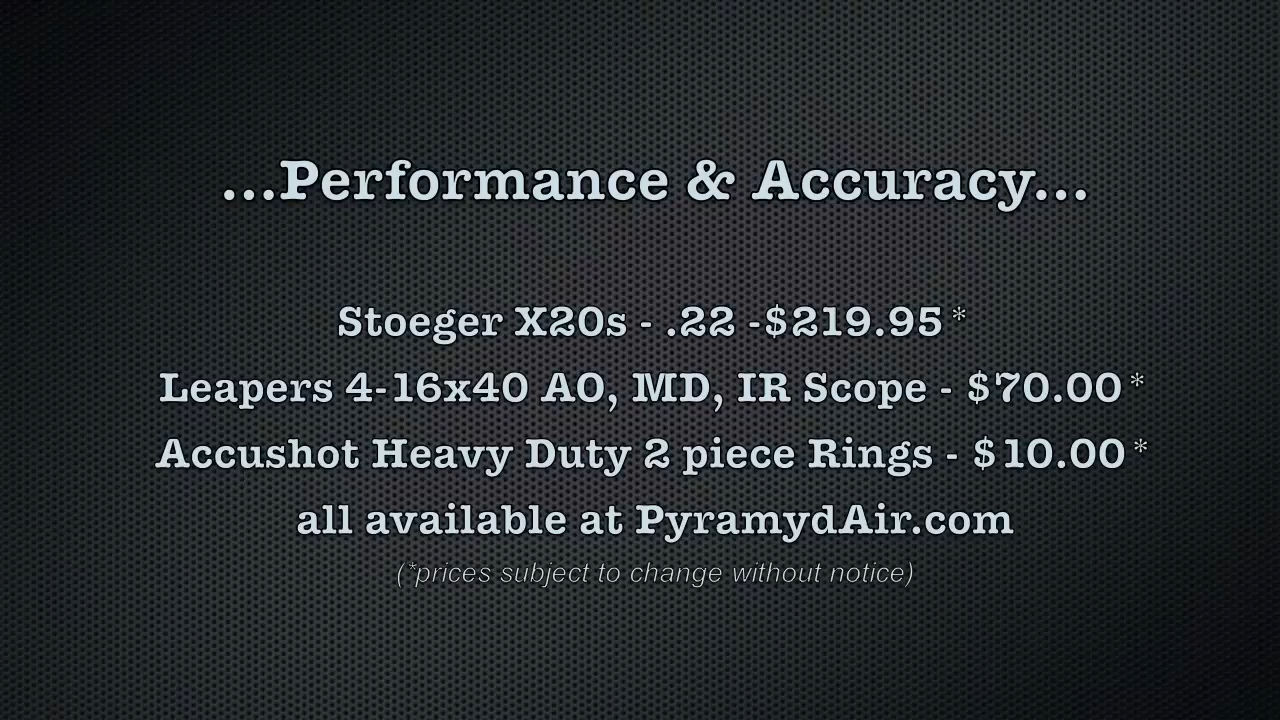 ...Performance & Accuracy...
Stoeger X20s - .22 -$219.95*
Leapers 4-16x40 AO, MD, IR Scope - $70.00*
Accushot Heavy Duty 2 piece Rings - $10.00*
all available at PyramydAir.com
(*prices subject to change without notice)